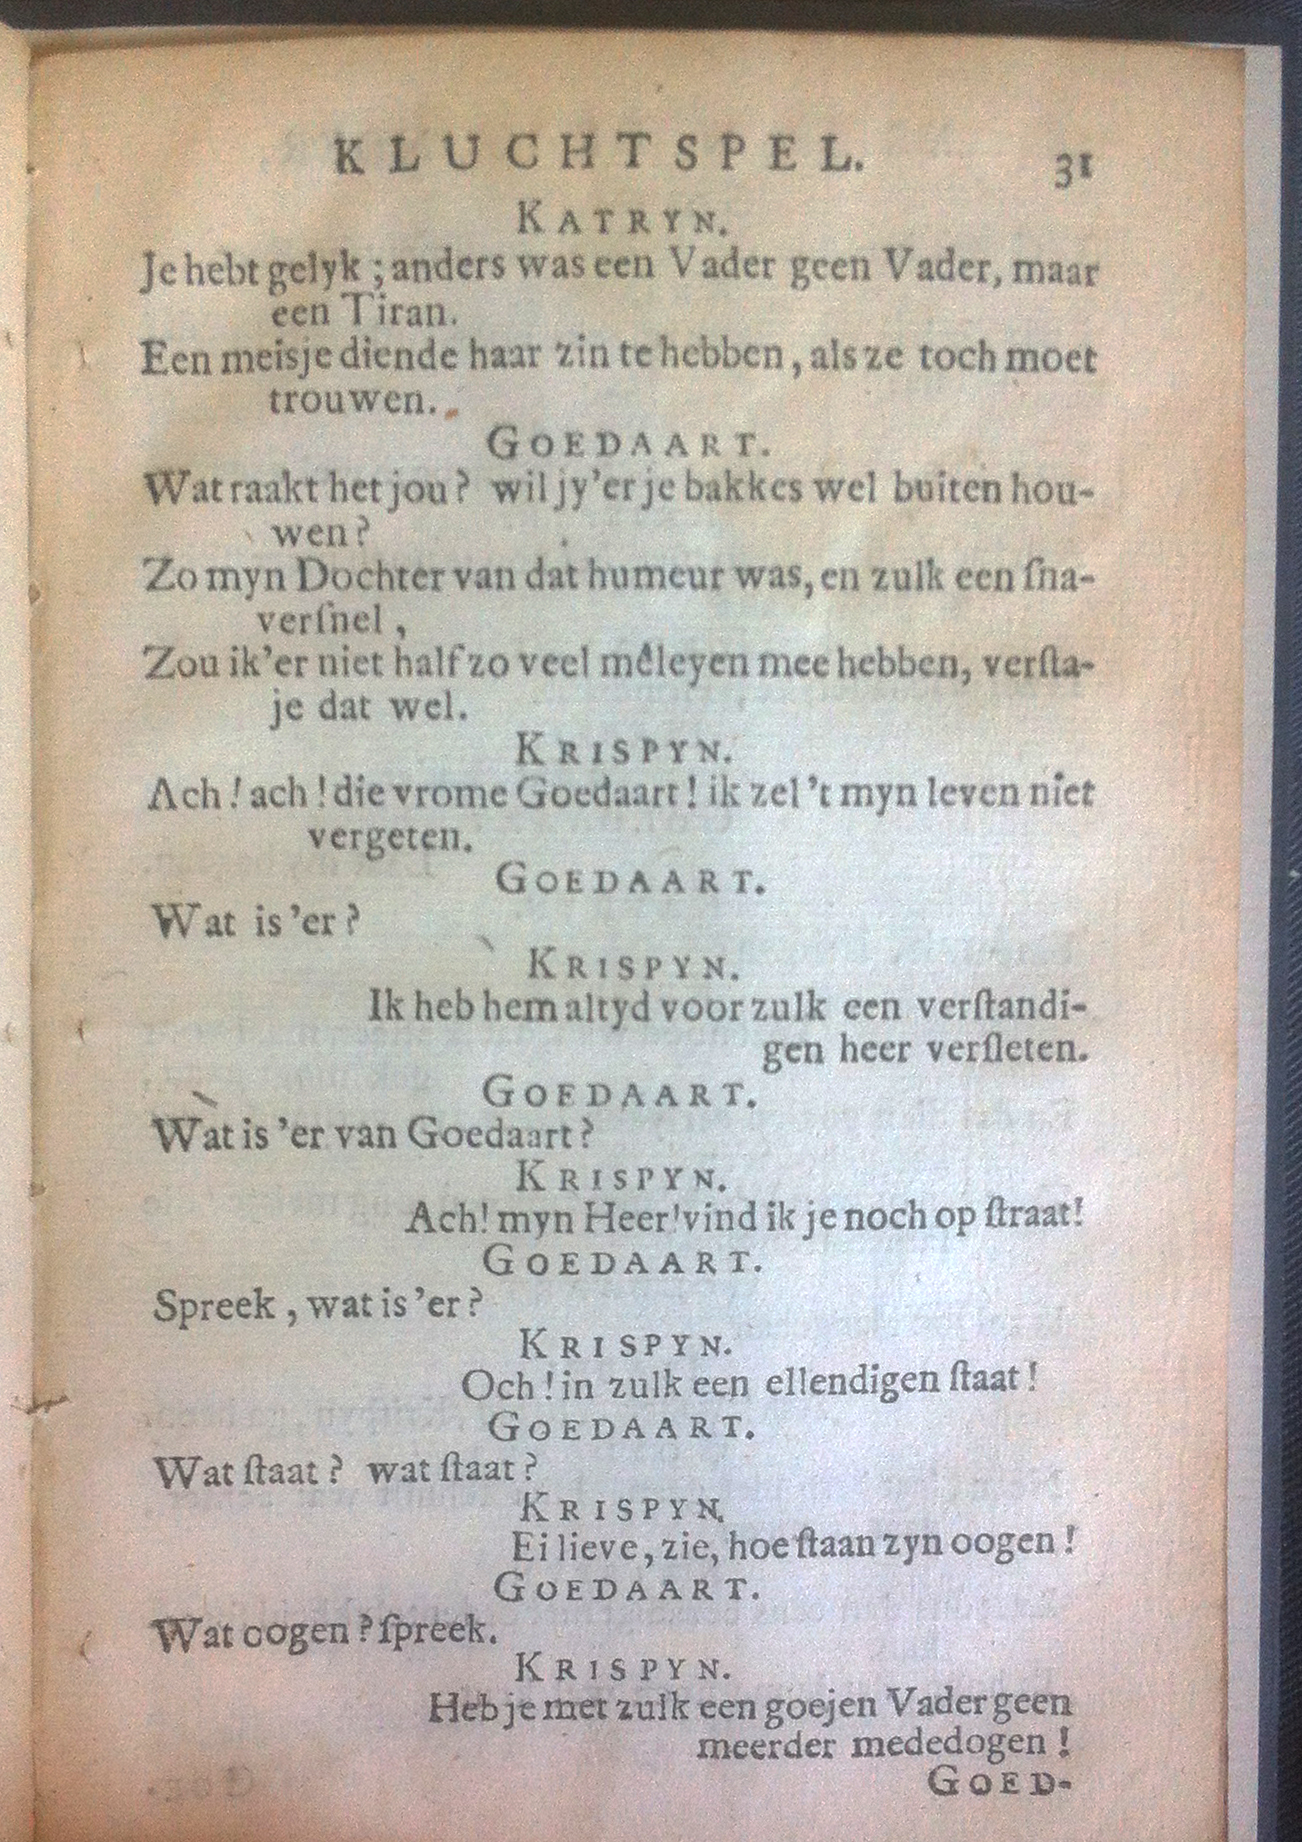 KLUCHTSPEL. 31
KATRYN.
Je hebt gelyk; anders was een Vader geen Vader, maar
een Tiran.
Een meisje diende haar zin te hebben, als ze toch moet
trouwen.
GOEDAART.
Wat raakt het jou? wil jy 'er je bakkes wel buiten hou-
wen?
Zo myn Dochter van dat humeur was, en zulk een ſna-
verſnel,
Zou ik 'er niet half zo veel mêleyen mee hebben, verſta-
je dat wel.
KRISPYN.
Ach! ach! die vrome Goedaart! ik zel 't myn leven niet
vergeten.
GOEDAART.
Wat is 'er?
KRISPYN.
Ik heb hem altyd voor zulk een verſtandi-
gen heer verſleten.
GOEDAART.
Wat is 'er van Goedaart?
KRISPYN.
Ach! myn Heer! vind ik je noch op ſtraat!
GOEDAART.
Spreek, wat is 'er?
KRISPYN.
Och! in zulk een ellendigen ſtaat!
GOEDAART.
Wat ſtaat? wat ſtaat?
KRISPYN.
Ei lieve, zie, hoe ſtaan zyn oogen!
GOEDAART.
Wat oogen? ſpreek.
KRISPYN.
Heb je met zulk een goejen Vader geen
meerder mededogen!
GOED-